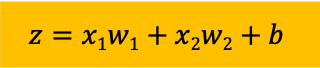 z = x₁w₁ + x₂w₂ + b